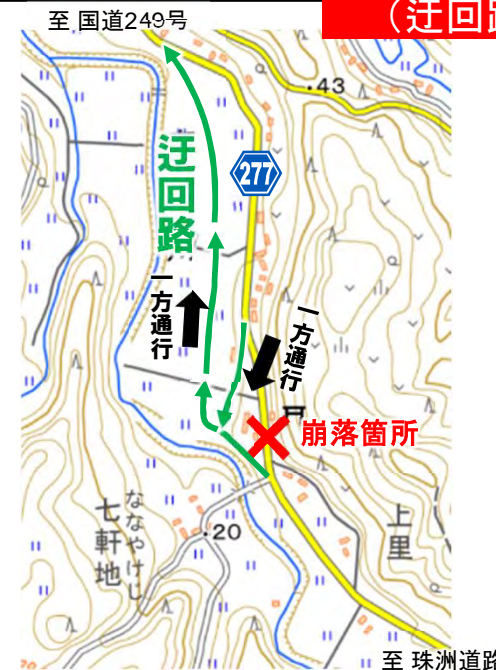 至 国道249号
（迂回路
43
277
迂回路
一方通行
一方通行
崩落箇所
ななやけじ
七軒地
20
上里
至 珠洲道路